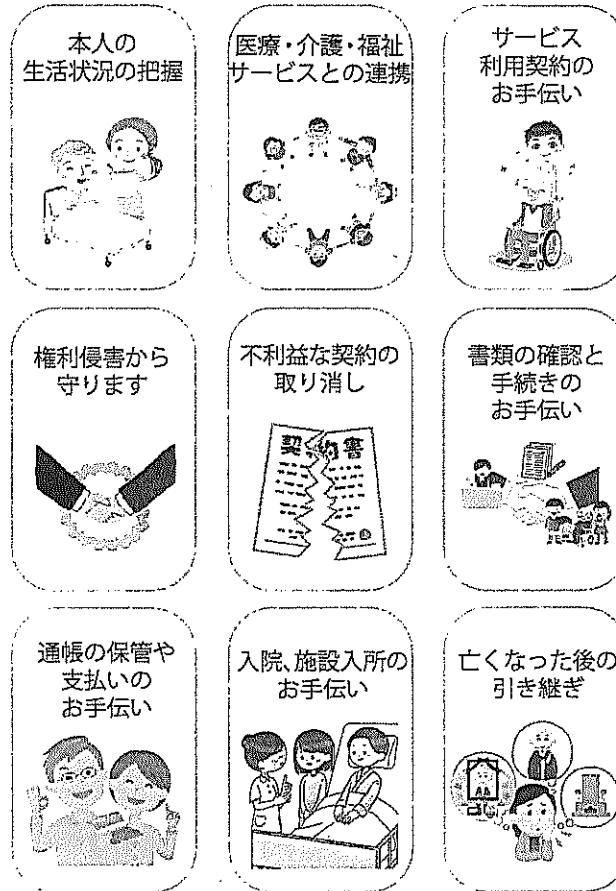 本人の
生活状況の把握
医療・介護・福祉
サービスとの連携
サービス
利用契約の
お手伝い
権利侵害から
守ります
不利益な契約の
取り消し
契約書
書類の確認と
手続きの
お手伝い
通帳の保管や
支払いの
お手伝い
入院、施設入所の
お手伝い
亡くなった後の
引き継ぎ